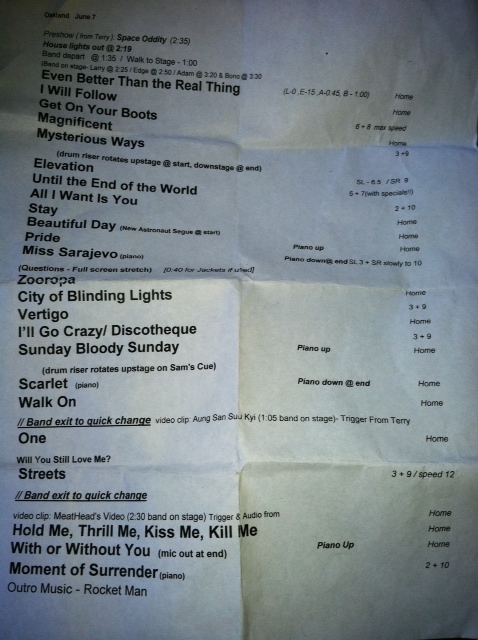 Oakland June 7
Preshow (from Terry): Space Oddity (2:35)
House lights out @ 2:19
Band depart @ 1:35 / Walk to Stage - 1:00
(Band on stage- Larry @ 2:25 / Edge @ 2:50 / Adam @ 3:20 & Bono @ 3:30
Even Better Than the Real Thing (L-0 ,E-15 ,A-0:45, B - 1:00) Home
I Will Follow Home
Get On Your Boots 6 + 8 max speed
Magnificent Home
Mysterious Ways 3 +9
(drum riser rotates upstage @ start, downstage @ end)
Elevation SL - 6.5 / SR 9
Until the End of the World 5 + 7(with specials!!)
All I Want Is You 2 + 10
Stay Home
Beautiful Day (New Astronaut Segue @ start) Home
Pride Piano up Home
Miss Sarajevo (piano) Piano down@ end SL 3 + SR slowly to 10
(Questions - Full screen stretch) [0:40 for Jackets if used]
Zooropa Home
City of Blinding Lights 3 + 9
Vertigo Home
I'll Go Crazy/ Discotheque 3 + 9
Sunday Bloody Sunday Piano up Home
(drum riser rotates upstage on Sam's Cue)
Scarlet (piano) Piano down @ end Home
Walk On Home
// Band exit to quick change video clip: Aung San Suu Kyi (1:05 band on stage)- Trigger From Terry
One Home
Will You Still Love Me?
Streets 3 + 9 / speed 12
// Band exit to quick change
video clip: MeatHead's Video (2:30 band on stage) Trigger & Audio from Home
Hold Me, Thrill Me, Kiss Me, Kill Me Home
With or Without You (mic out at end) Piano Up Home
Moment of Surrender (piano) 2 + 10
Outro Music - Rocket Man